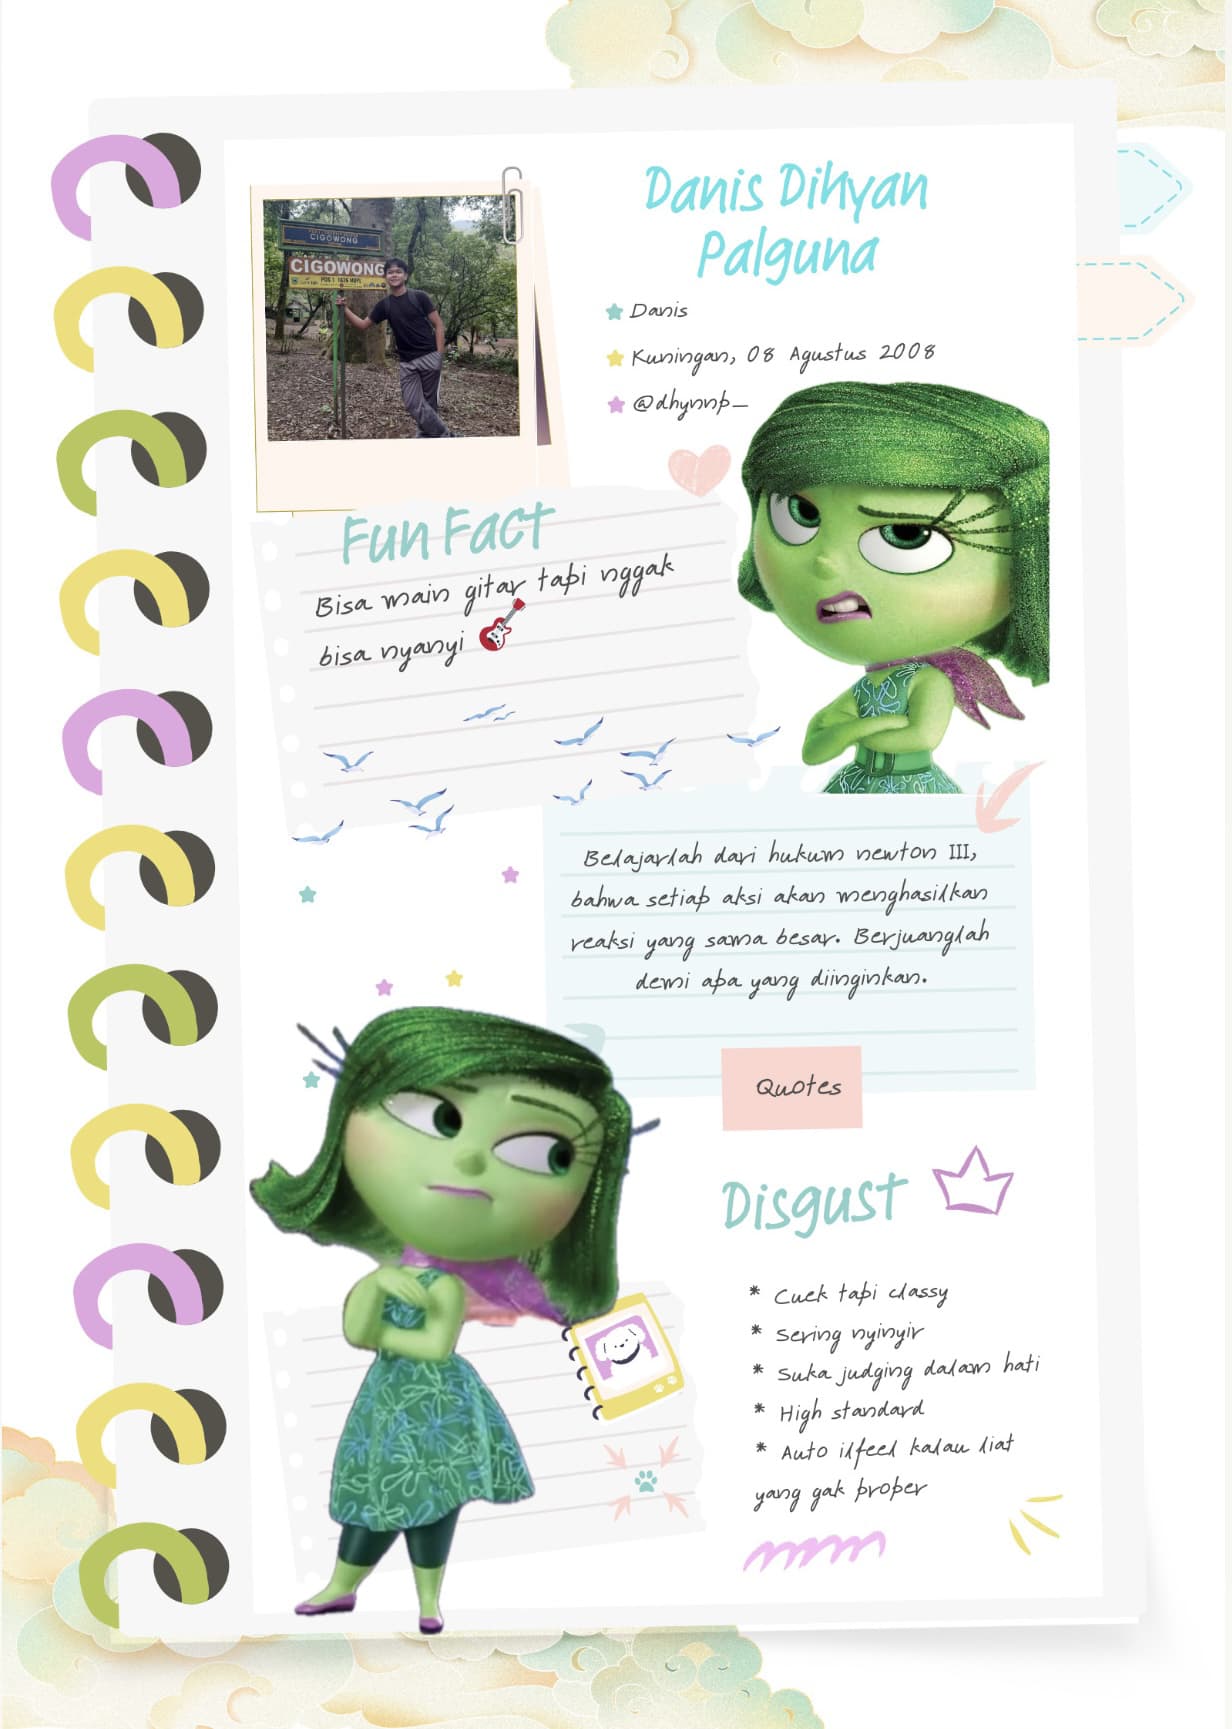 CIGOWONG
CIGOWONG
Danis Dihyan
Palguna
Danis
Kuningan, 08 Agustus 2008
@dhynnp_
Fun Fact
Bisa main gitar tapi nggak
bisa nyanyi
Belajarlah dari hukum newton III,
bahwa setiap aksi akan menghasilkan
reaksi yang sama besar. Berjuanglah
demi apa yang diinginkan.
Quotes
Disgust
* Cuek tapi classy
* Sering nyinyir
* Suka judging dalam hati
* High standard
* Auto ilfeel kalau liat
yang gak proper